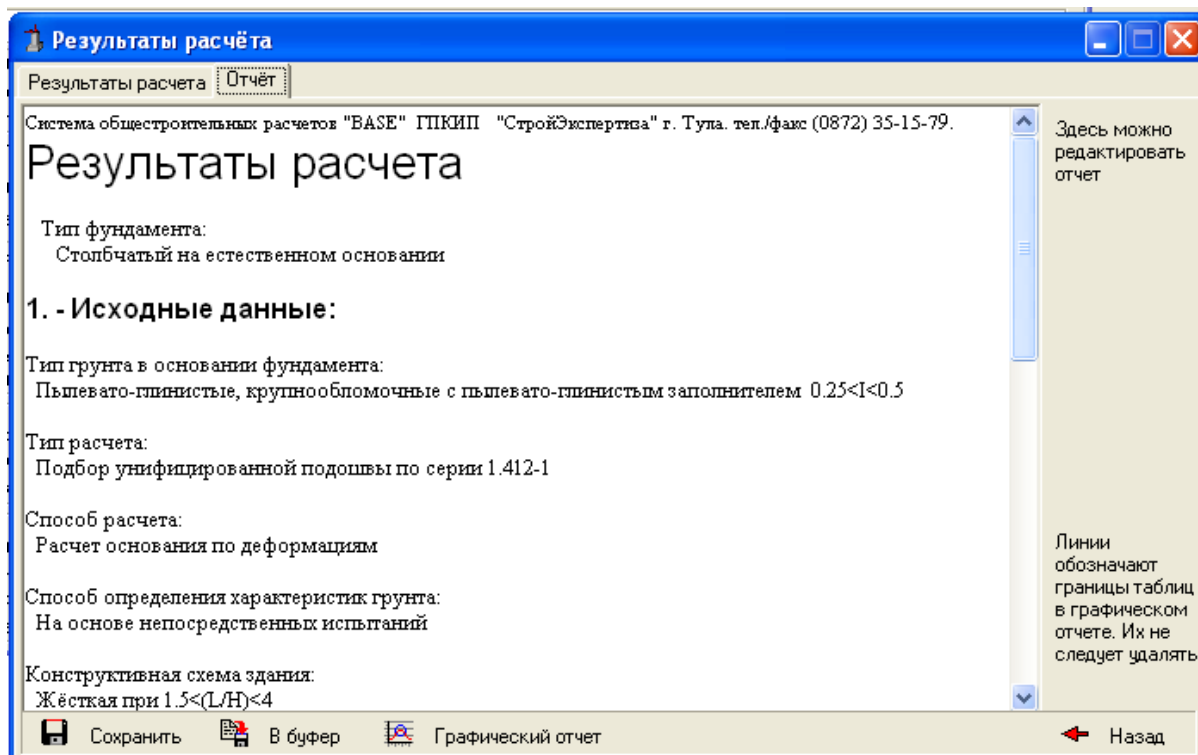 Результаты расчёта
Результаты расчета Отчёт
Система общестроительных расчетов "BASE" ГПКИП "СтройЭкспертиза" г. Тула. тел./факс (0872) 35-15-79.
Результаты расчета
Тип фундамента:
Столбчатый на естественном основании
1. - Исходные данные:
Тип грунта в основании фундамента:
Пылевато-глинистые, крупнообломочные с пылевато-глинистым заполнителем 0.25<I<0.5
Тип расчета:
Подбор унифицированной подошвы по серии 1.412-1
Способ расчета:
Расчет основания по деформациям
Способ определения характеристик грунта:
На основе непосредственных испытаний
Конструктивная схема здания:
Жёсткая при 1.5<(L/H)<4
Здесь можно
редактировать
отчет
Линии
обозначают
границы таблиц
в графическом
отчете. Их не
следует удалять
Сохранить В буфер Графический отчет Назад